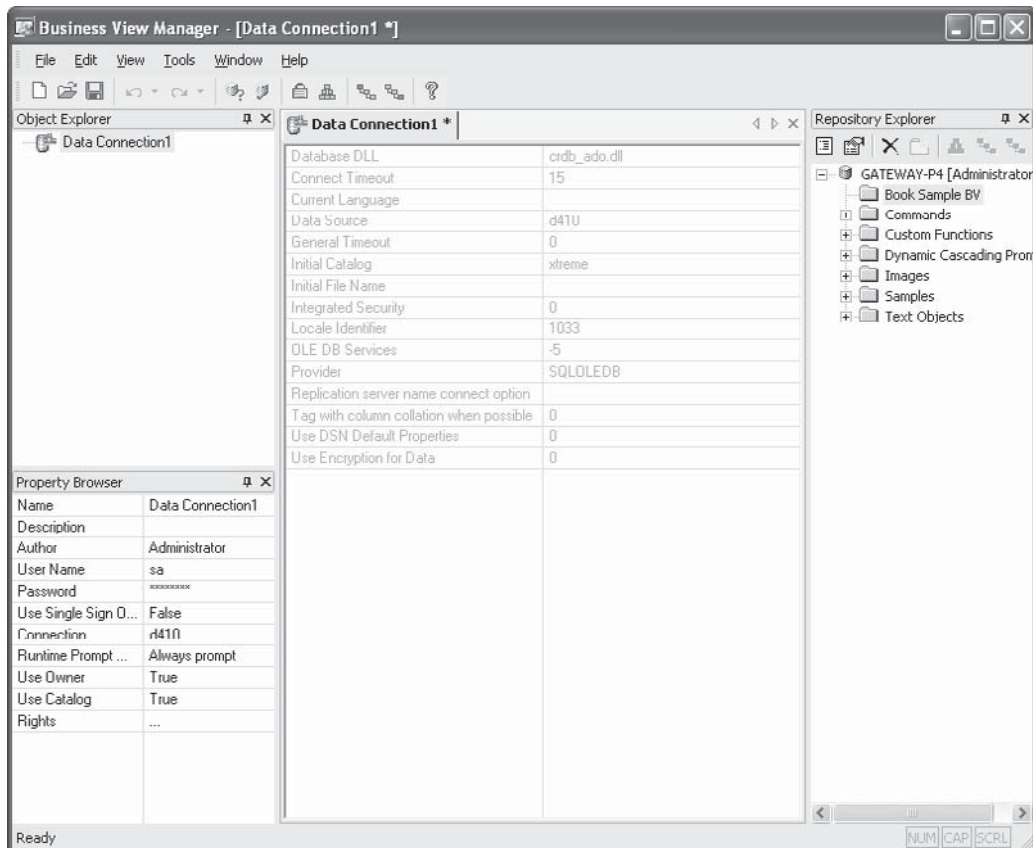 Business View Manager - [Data Connection1 *]
File Edit View Tools Window Help
Object Explorer
Data Connection1
Data Connection1 *
Database DLL crdb_ado.dll
Connect Timeout 15
Current Language
Data Source d410
General Timeout 0
Initial Catalog xtreme
Initial File Name
Integrated Security 0
Locale Identifier 1033
OLE DB Services -5
Provider SQLOLEDB
Replication server name connect option
Tag with column collation when possible 0
Use DSN Default Properties 0
Use Encryption for Data 0
Repository Explorer
GATEWAY-P4 [Administrator
Book Sample BV
Commands
Custom Functions
Dynamic Cascading Pron
Images
Samples
Text Objects
Property Browser
Name Data Connection1
Description
Author Administrator
User Name sa
Password ********
Use Single Sign O... False
Connection d410
Runtime Prompt ... Always prompt
Use Owner True
Use Catalog True
Rights ...
Ready
NUM CAP SCRL